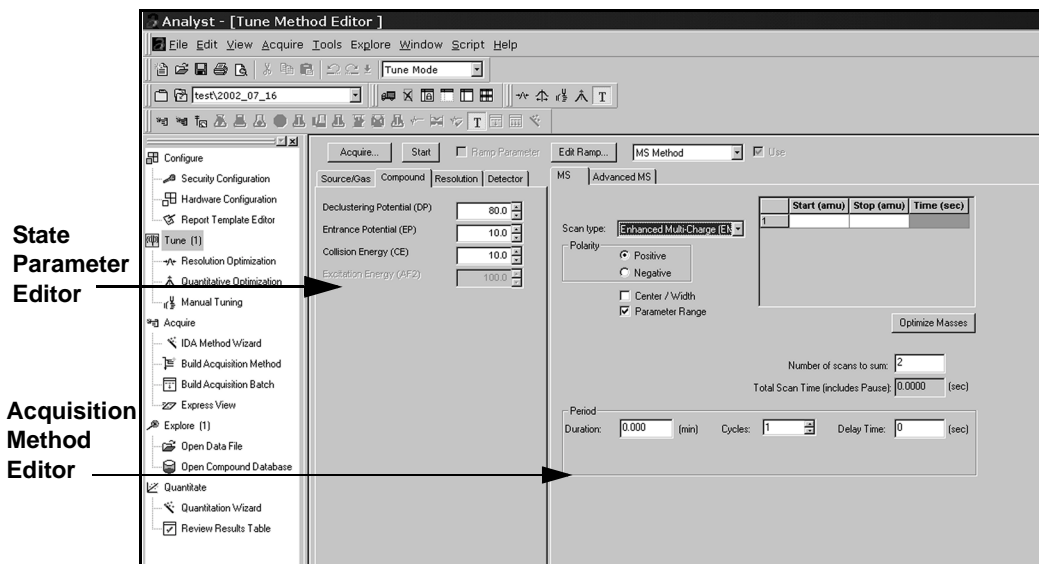 Analyst - [Tune Method Editor ]
File Edit View Acquire Tools Explore Window Script Help
Tune Mode
test\2002_07_16
T
T
Configure
Security Configuration
Hardware Configuration
Report Template Editor
Tune (1)
Resolution Optimization
Quantitative Optimization
Manual Tuning
Acquire
IDA Method Wizard
Build Acquisition Method
Build Acquisition Batch
Express View
Explore (1)
Open Data File
Open Compound Database
Quantitate
Quantitation Wizard
Review Results Table
State
Parameter
Editor
Acquisition
Method
Editor
Acquire... Start Ramp Parameter Edit Ramp... MS Method Use
Source/Gas Compound Resolution Detector
Declustering Potential (DP) 80.0
Entrance Potential (EP) 10.0
Collision Energy (CE) 10.0
Excitation Energy (AF2) 100.0
MS Advanced MS
Scan type: Enhanced Multi-Charge (EM
Polarity
Positive
Negative
Center / Width
Parameter Range
Start (amu) Stop (amu) Time (sec)
1
Optimize Masses
Number of scans to sum: 2
Total Scan Time (includes Pause): 0.0000 (sec)
Period
Duration: 0.000 (min) Cycles: 1 Delay Time: 0 (sec)